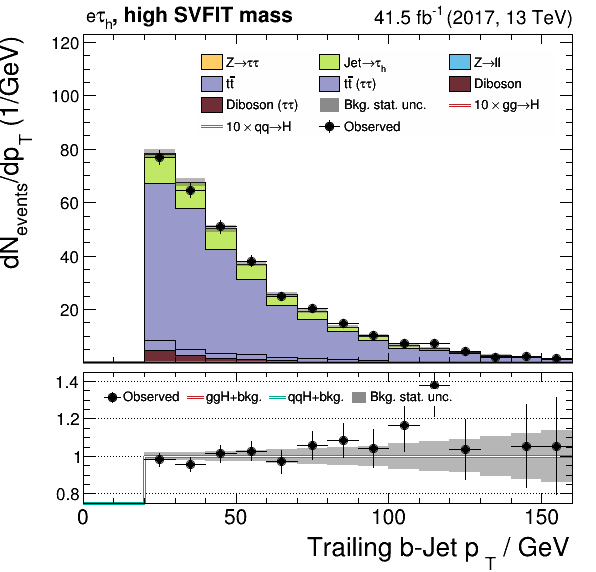 eτh, high SVFIT mass 41.5 fb-1 (2017, 13 TeV)
dNevents/dpT (1/GeV)
120
100
80
60
40
20
Z→ττ Jet→τh Z→ll
tt̄ tt̄ (ττ) Diboson
Diboson (ττ) Bkg. stat. unc. 10 × gg→H
10 × qq→H Observed
1.4
1.2
1
0.8
Observed ggH+bkg. qqH+bkg. Bkg. stat. unc.
0 50 100 150
Trailing b-Jet pT / GeV